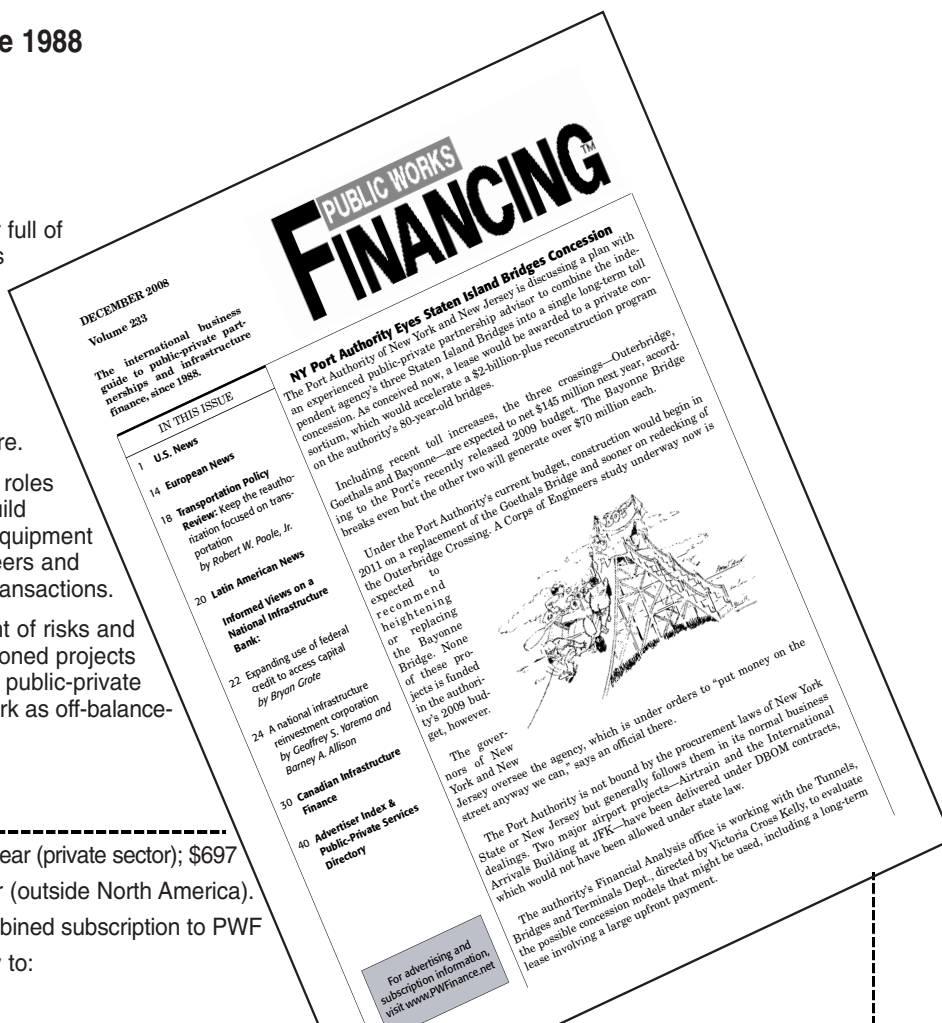 e 1988
full of
s
re.
roles
uild
quipment
eers and
ansactions.
nt of risks and
oned projects
public-private
rk as off-balance-
ear (private sector); $697
r (outside North America).
bined subscription to PWF
to:
PUBLIC WORKS
FINANCING™
DECEMBER 2008
Volume 233
The international business
guide to public-private part-
nerships and infrastructure
finance, since 1988.
IN THIS ISSUE
1 U.S. News
14 European News
18 Transportation Policy
Review: Keep the reautho-
rization focused on trans-
portation
by Robert W. Poole, Jr.
20 Latin American News
Informed Views on a
National Infrastructure
Bank:
22 Expanding use of federal
credit to access capital
by Bryan Grote
24 A national infrastructure
reinvestment corporation
by Geoffrey S. Yarema and
Barney A. Allison
30 Canadian Infrastructure
Finance
40 Advertiser Index &
Public-Private Services
Directory
For advertising and
subscription information,
visit www.PWFinance.net
NY Port Authority Eyes Staten Island Bridges Concession
The Port Authority of New York and New Jersey is discussing a plan with
an experienced public-private partnership advisor to combine the inde-
pendent agency's three Staten Island Bridges into a single long-term toll
concession. As conceived now, a lease would be awarded to a private con-
sortium, which would accelerate a $2-billion-plus reconstruction program
on the authority's 80-year-old bridges.
Including recent toll increases, the three crossings—Outerbridge,
Goethals and Bayonne—are expected to net $145 million next year, accord-
ing to the Port's recently released 2009 budget. The Bayonne Bridge
breaks even but the other two will generate over $70 million each.
Under the Port Authority's current budget, construction would begin in
2011 on a replacement of the Goethals Bridge and sooner on redecking of
the Outerbridge Crossing. A Corps of Engineers study underway now is
expected to
recommend
heightening
or replacing
the Bayonne
Bridge. None
of these pro-
jects is funded
in the authori-
ty's 2009 bud-
get, however.
The gover-
nors of New
York and New
Jersey oversee the agency, which is under orders to "put money on the
street anyway we can," says an official there.
The Port Authority is not bound by the procurement laws of New York
State or New Jersey but generally follows them in its normal business
dealings. Two major airport projects—Airtrain and the International
Arrivals Building at JFK—have been delivered under DBOM contracts,
which would not have been allowed under state law.
The authority's Financial Analysis office is working with the Tunnels,
Bridges and Terminals Dept., directed by Victoria Cross Kelly, to evaluate
the possible concession models that might be used, including a long-term
lease involving a large upfront payment.